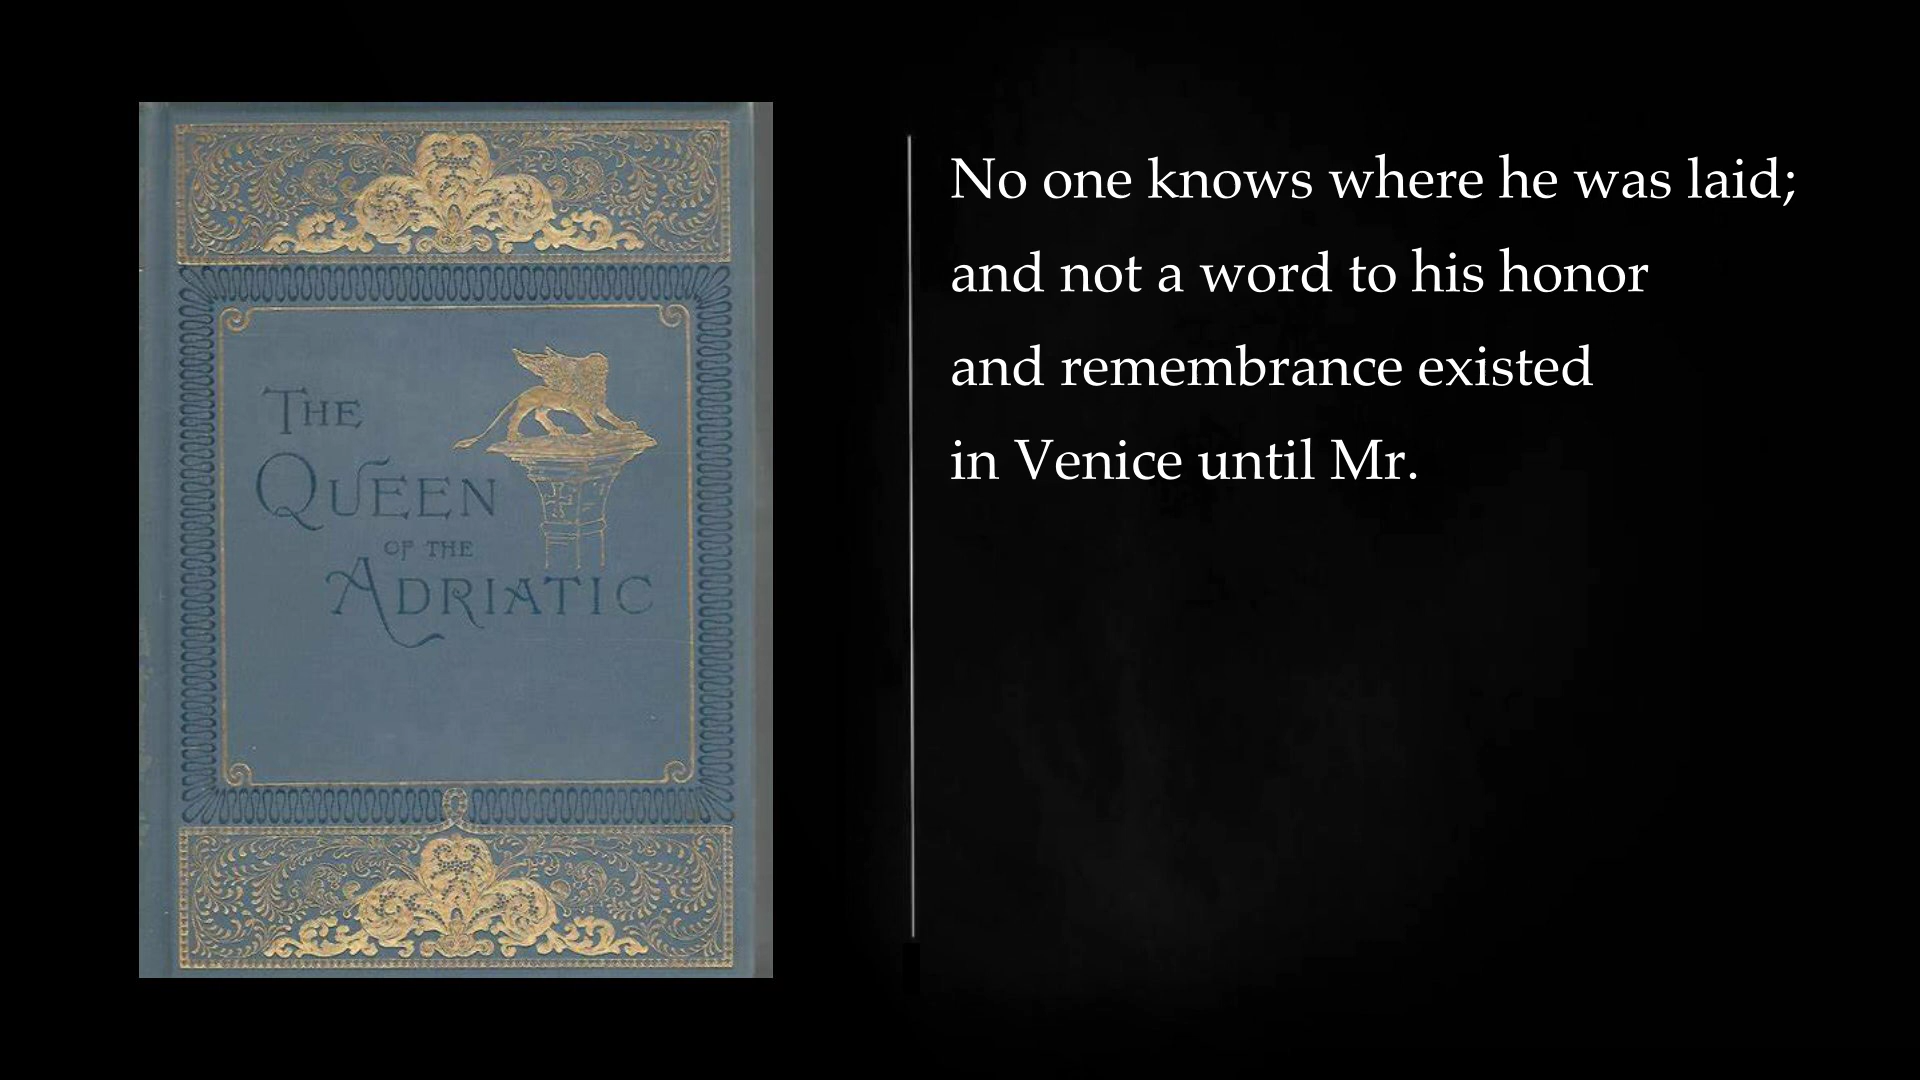 THE
QUEEN
OF THE
ADRIATIC
No one knows where he was laid;
and not a word to his honor
and remembrance existed
in Venice until Mr.